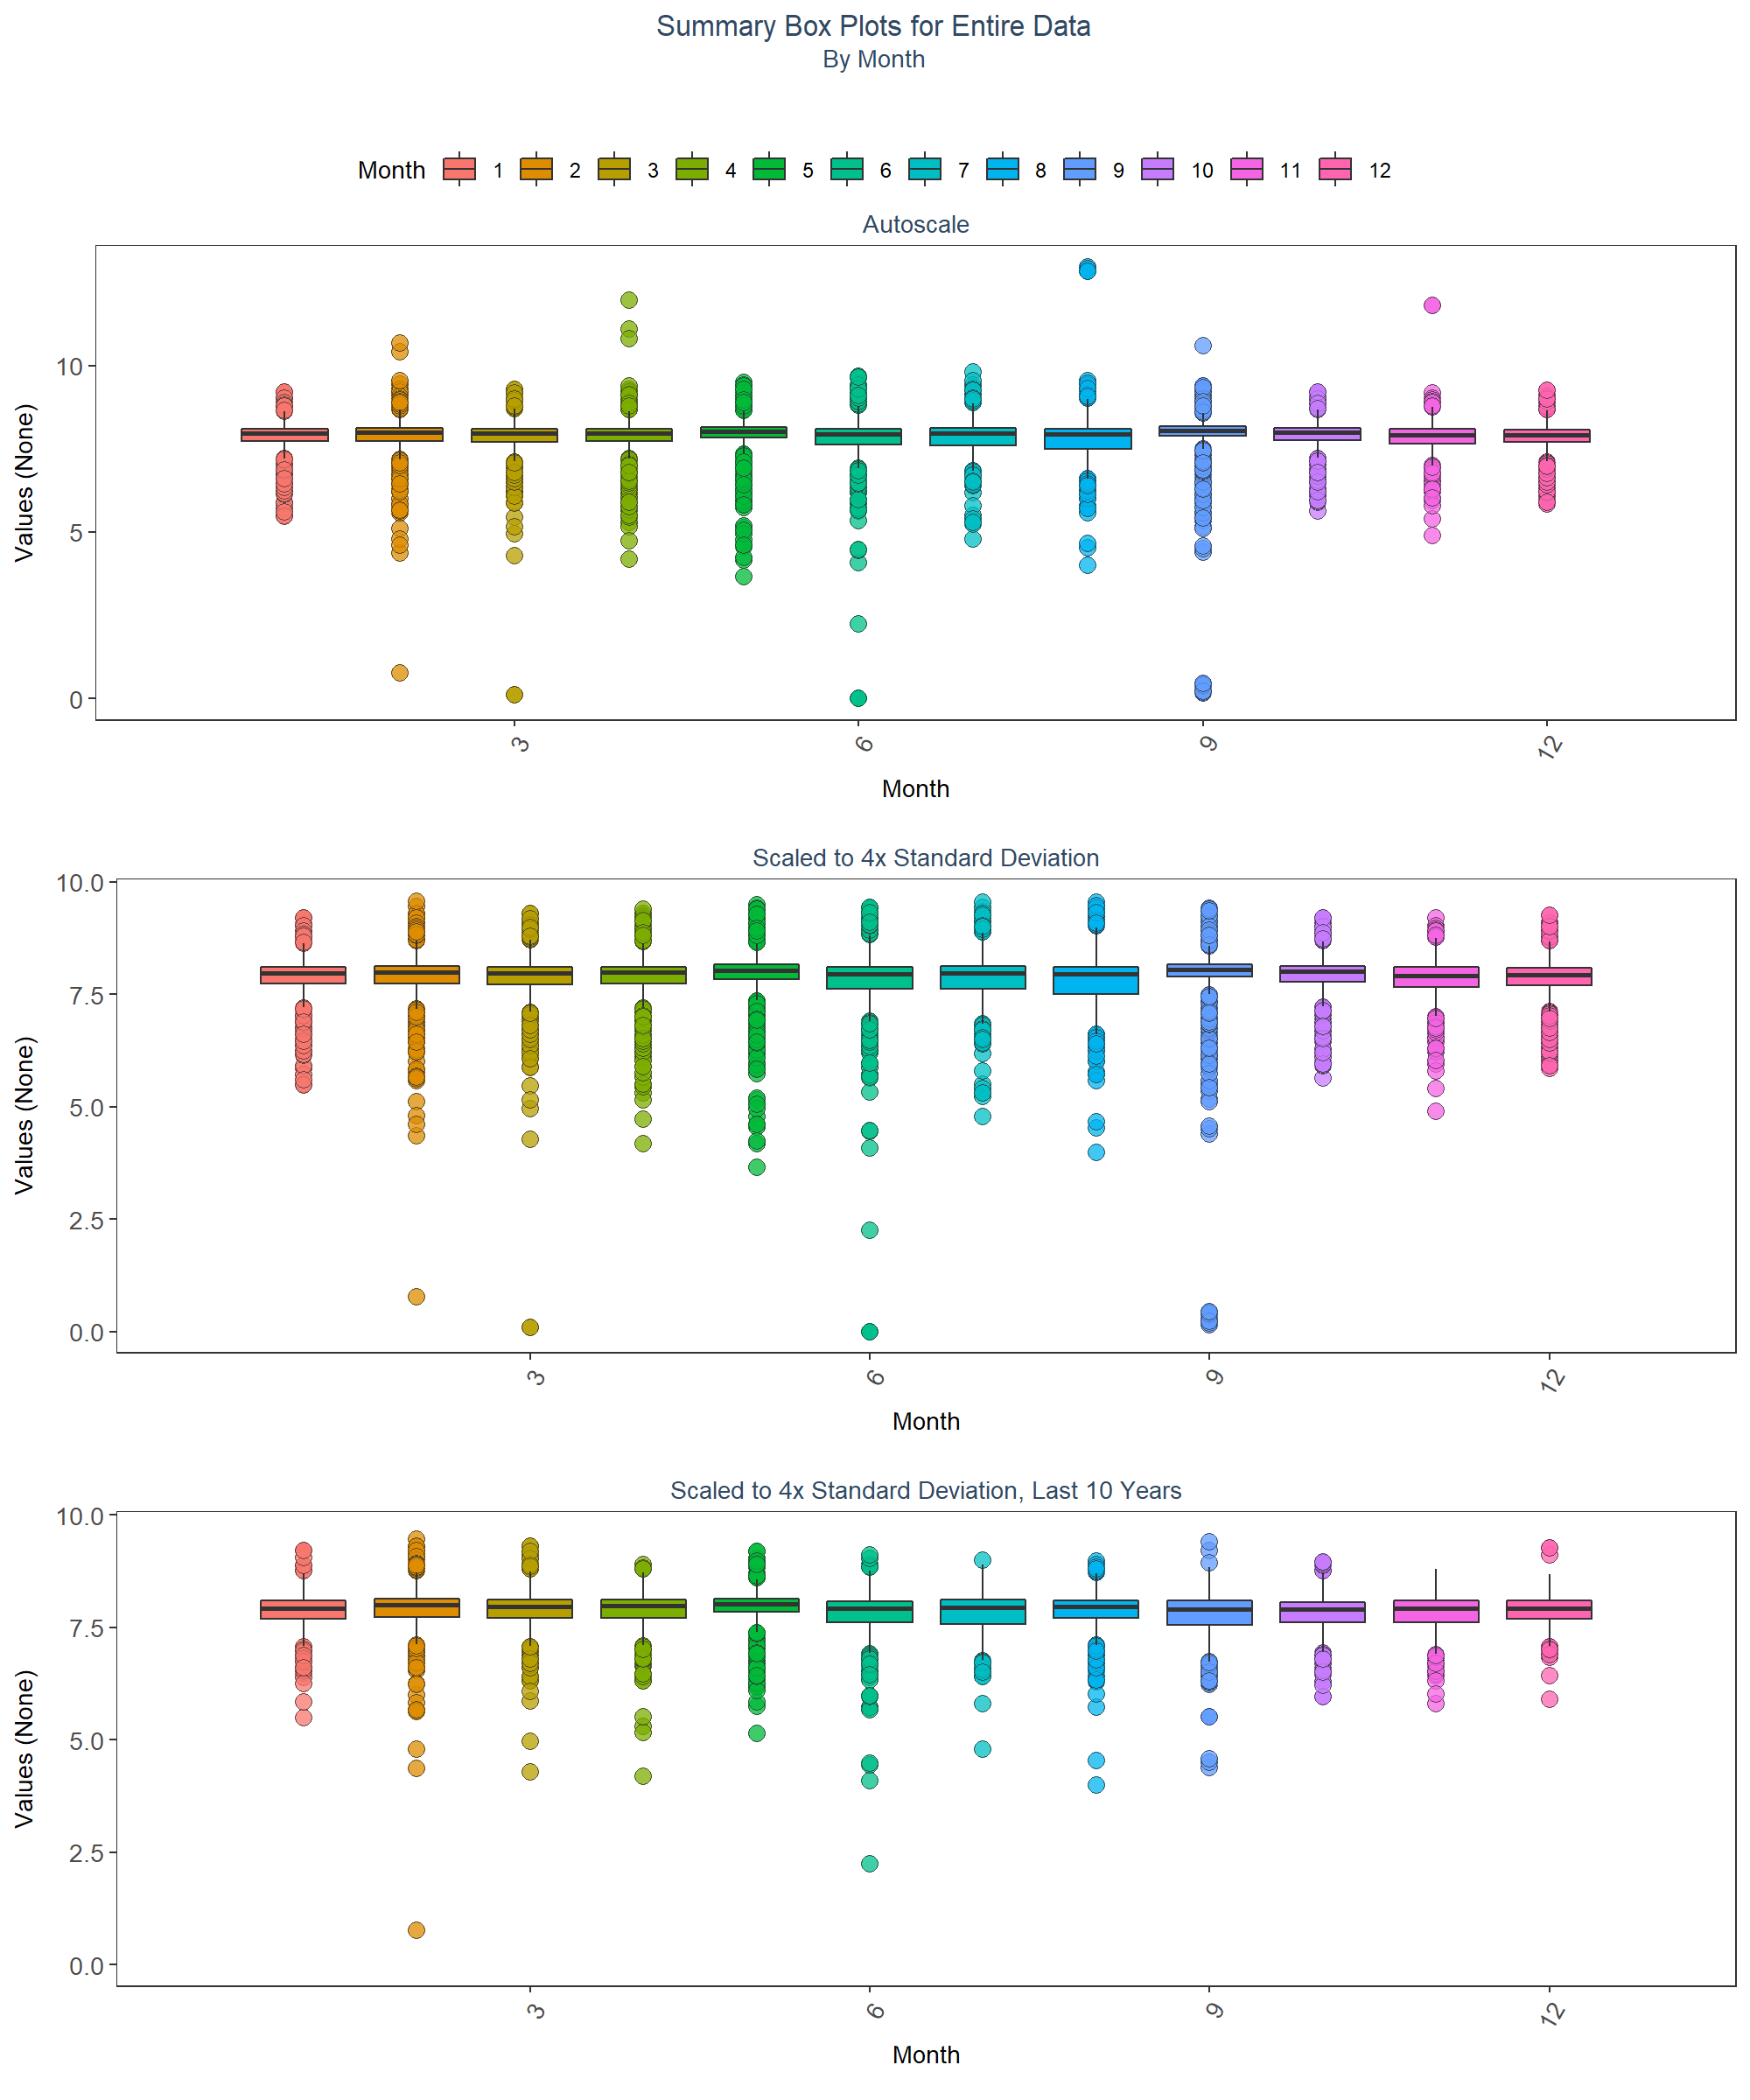 Summary Box Plots for Entire Data
By Month
Month 1 2 3 4 5 6 7 8 9 10 11 12
Autoscale
Values (None)
10
5
0
3 6 9 12
Month
Scaled to 4x Standard Deviation
Values (None)
10.0
7.5
5.0
2.5
0.0
3 6 9 12
Month
Scaled to 4x Standard Deviation, Last 10 Years
Values (None)
10.0
7.5
5.0
2.5
0.0
3 6 9 12
Month